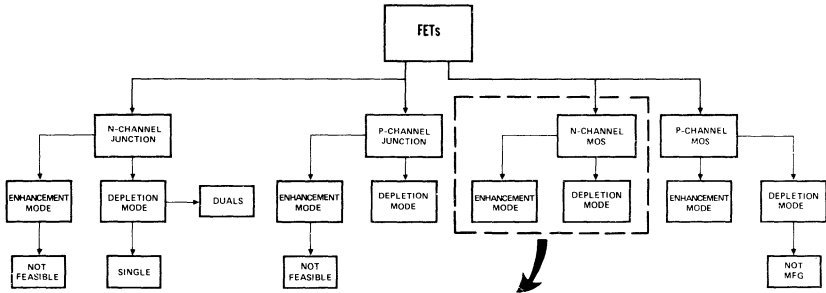 FETs
N-CHANNEL
JUNCTION
P-CHANNEL
JUNCTION
N-CHANNEL
MOS
P-CHANNEL
MOS
ENHANCEMENT
MODE
DEPLETION
MODE
DUALS
ENHANCEMENT
MODE
DEPLETION
MODE
ENHANCEMENT
MODE
DEPLETION
MODE
ENHANCEMENT
MODE
DEPLETION
MODE
NOT
FEASIBLE
SINGLE
NOT
FEASIBLE
NOT
MFG